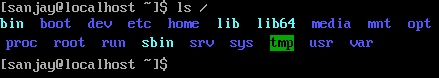 [sanjay@localhost ~]$ ls /
bin boot dev etc home lib lib64 media mnt opt
proc root run sbin srv sys tmp usr var
[sanjay@localhost ~]$